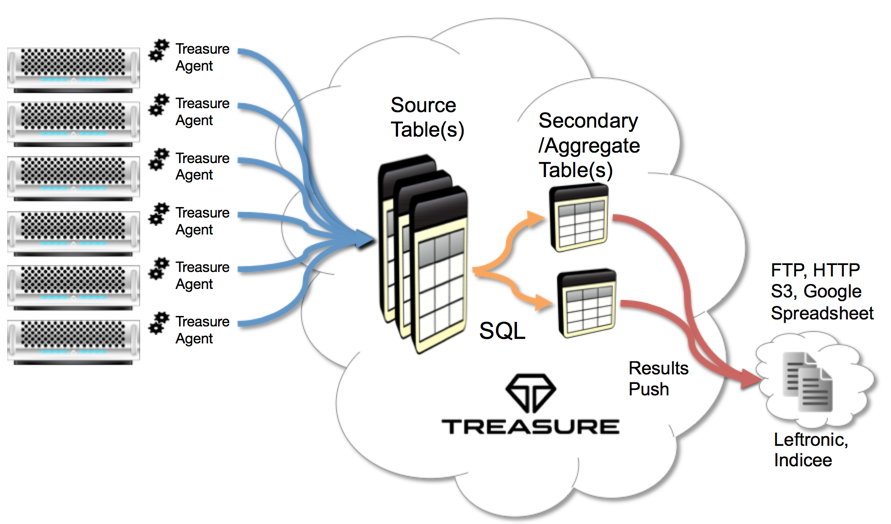 Treasure
Agent
Treasure
Agent
Treasure
Agent
Treasure
Agent
Treasure
Agent
Treasure
Agent
Source
Table(s)
Secondary
/Aggregate
Table(s)
SQL
Results
Push
TREASURE
FTP, HTTP
S3, Google
Spreadsheet
Leftronic,
Indicee